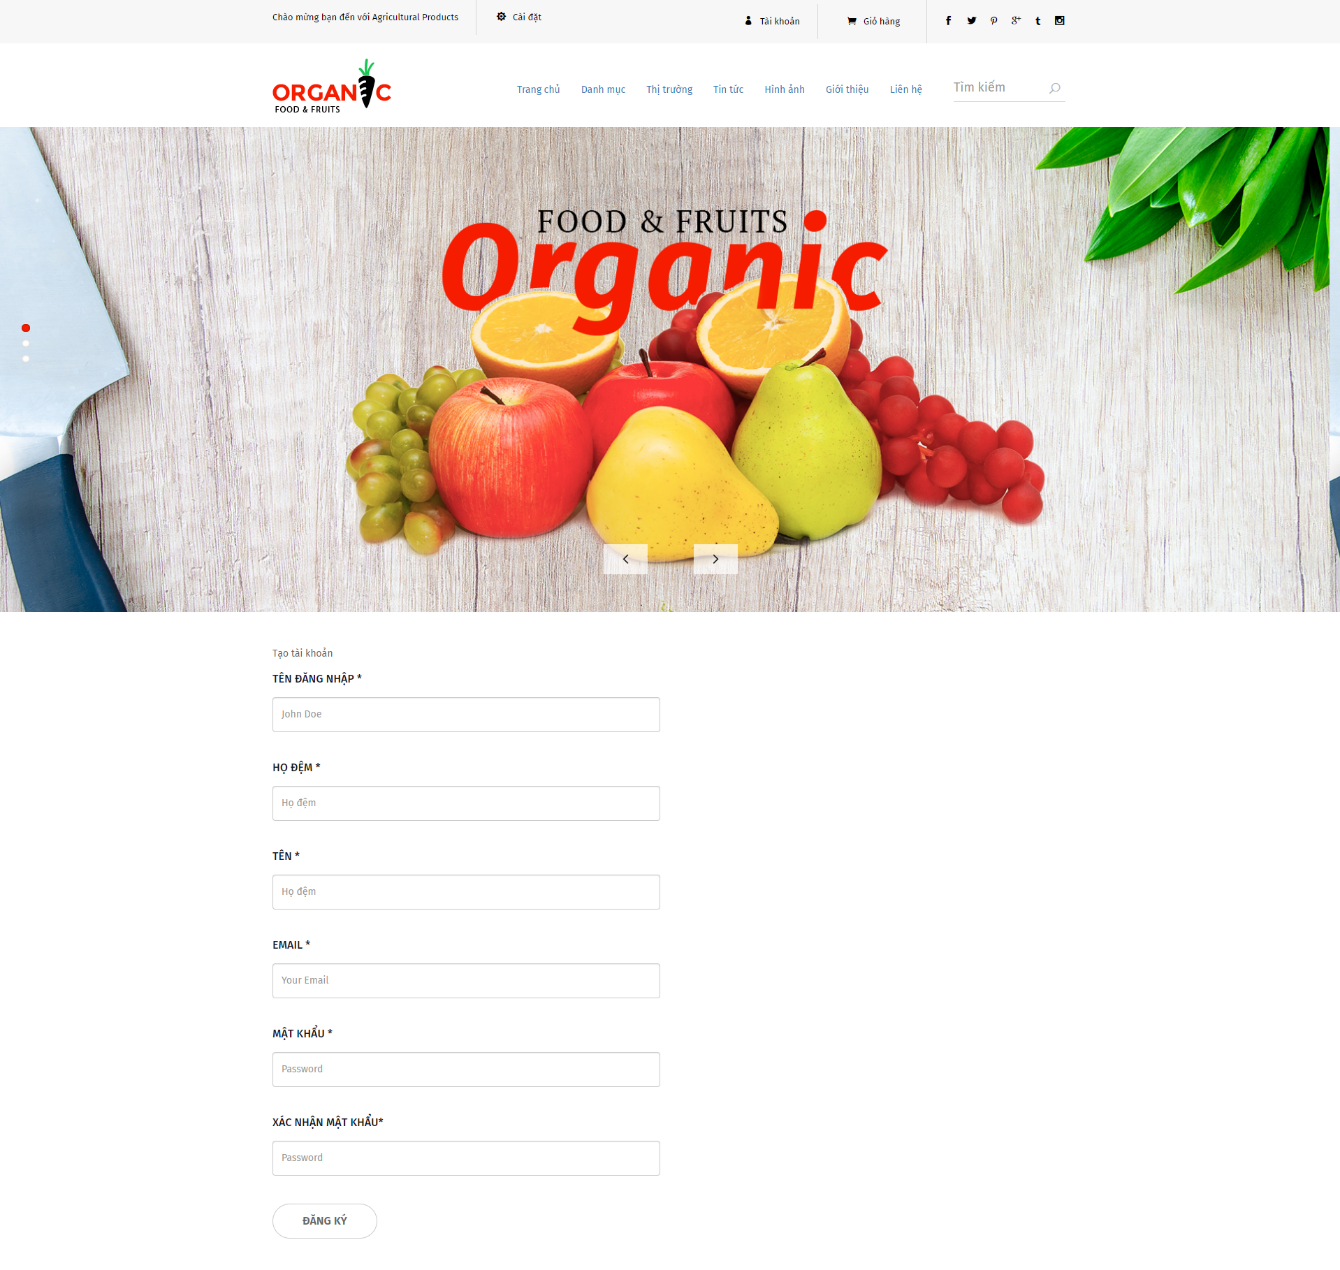 Chào mừng bạn đến với Agricultural Products
Cài đặt
Tài khoản
Giỏ hàng
ORGANIC
FOOD & FRUITS
Trang chủ
Danh mục
Thị trường
Tin tức
Hình ảnh
Giới thiệu
Liên hệ
Tìm kiếm
FOOD & FRUITS
Organic
Tạo tài khoản
TÊN ĐĂNG NHẬP *
John Doe
HỌ ĐỆM *
Họ đệm
TÊN *
Họ đệm
EMAIL *
Your Email
MẬT KHẨU *
Password
XÁC NHẬN MẬT KHẨU*
Password
ĐĂNG KÝ